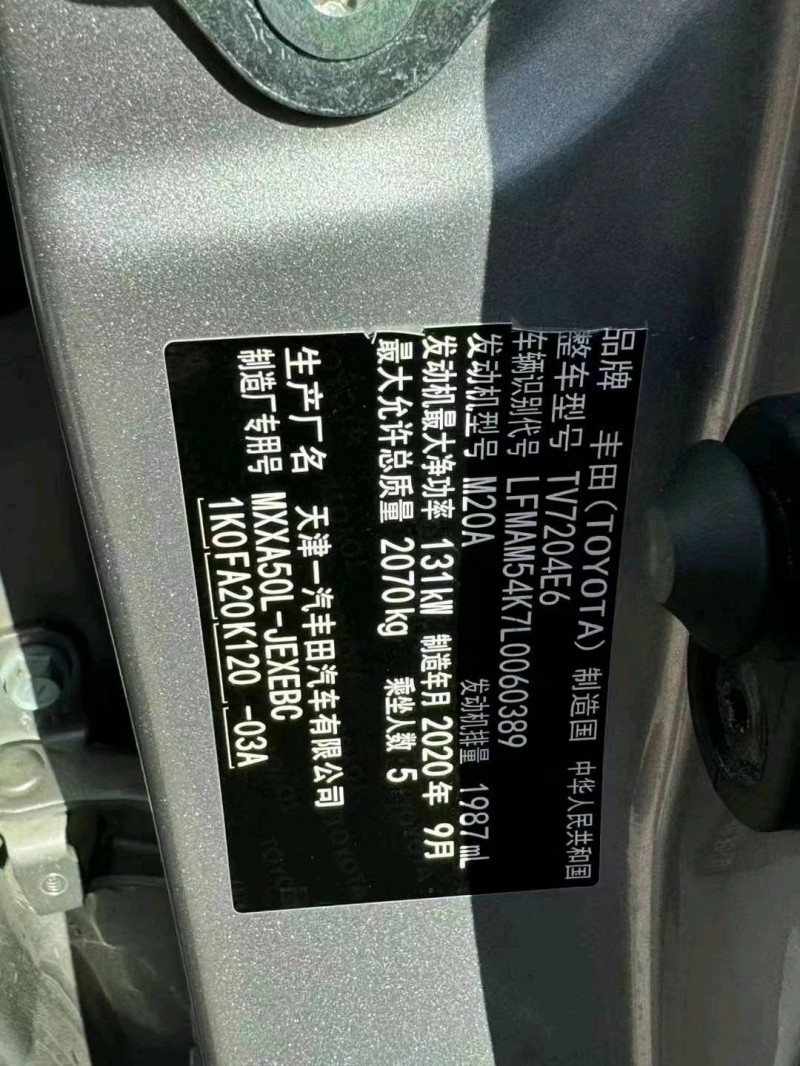 品牌 丰田(TOYOTA) 制造国 中华人民共和国
整车型号 TV7204E6
车辆识别代号 LFMAM54K7L0060389
发动机型号 M20A 发动机排量 1987 mL
发动机最大净功率 131kW 制造年月 2020年 9月
最大允许总质量 2070kg 乘坐人数 5
生产厂名 天津一汽丰田汽车有限公司
制造厂专用号 MXXA50L-JEXEBC
1K0FA20K120 -03A